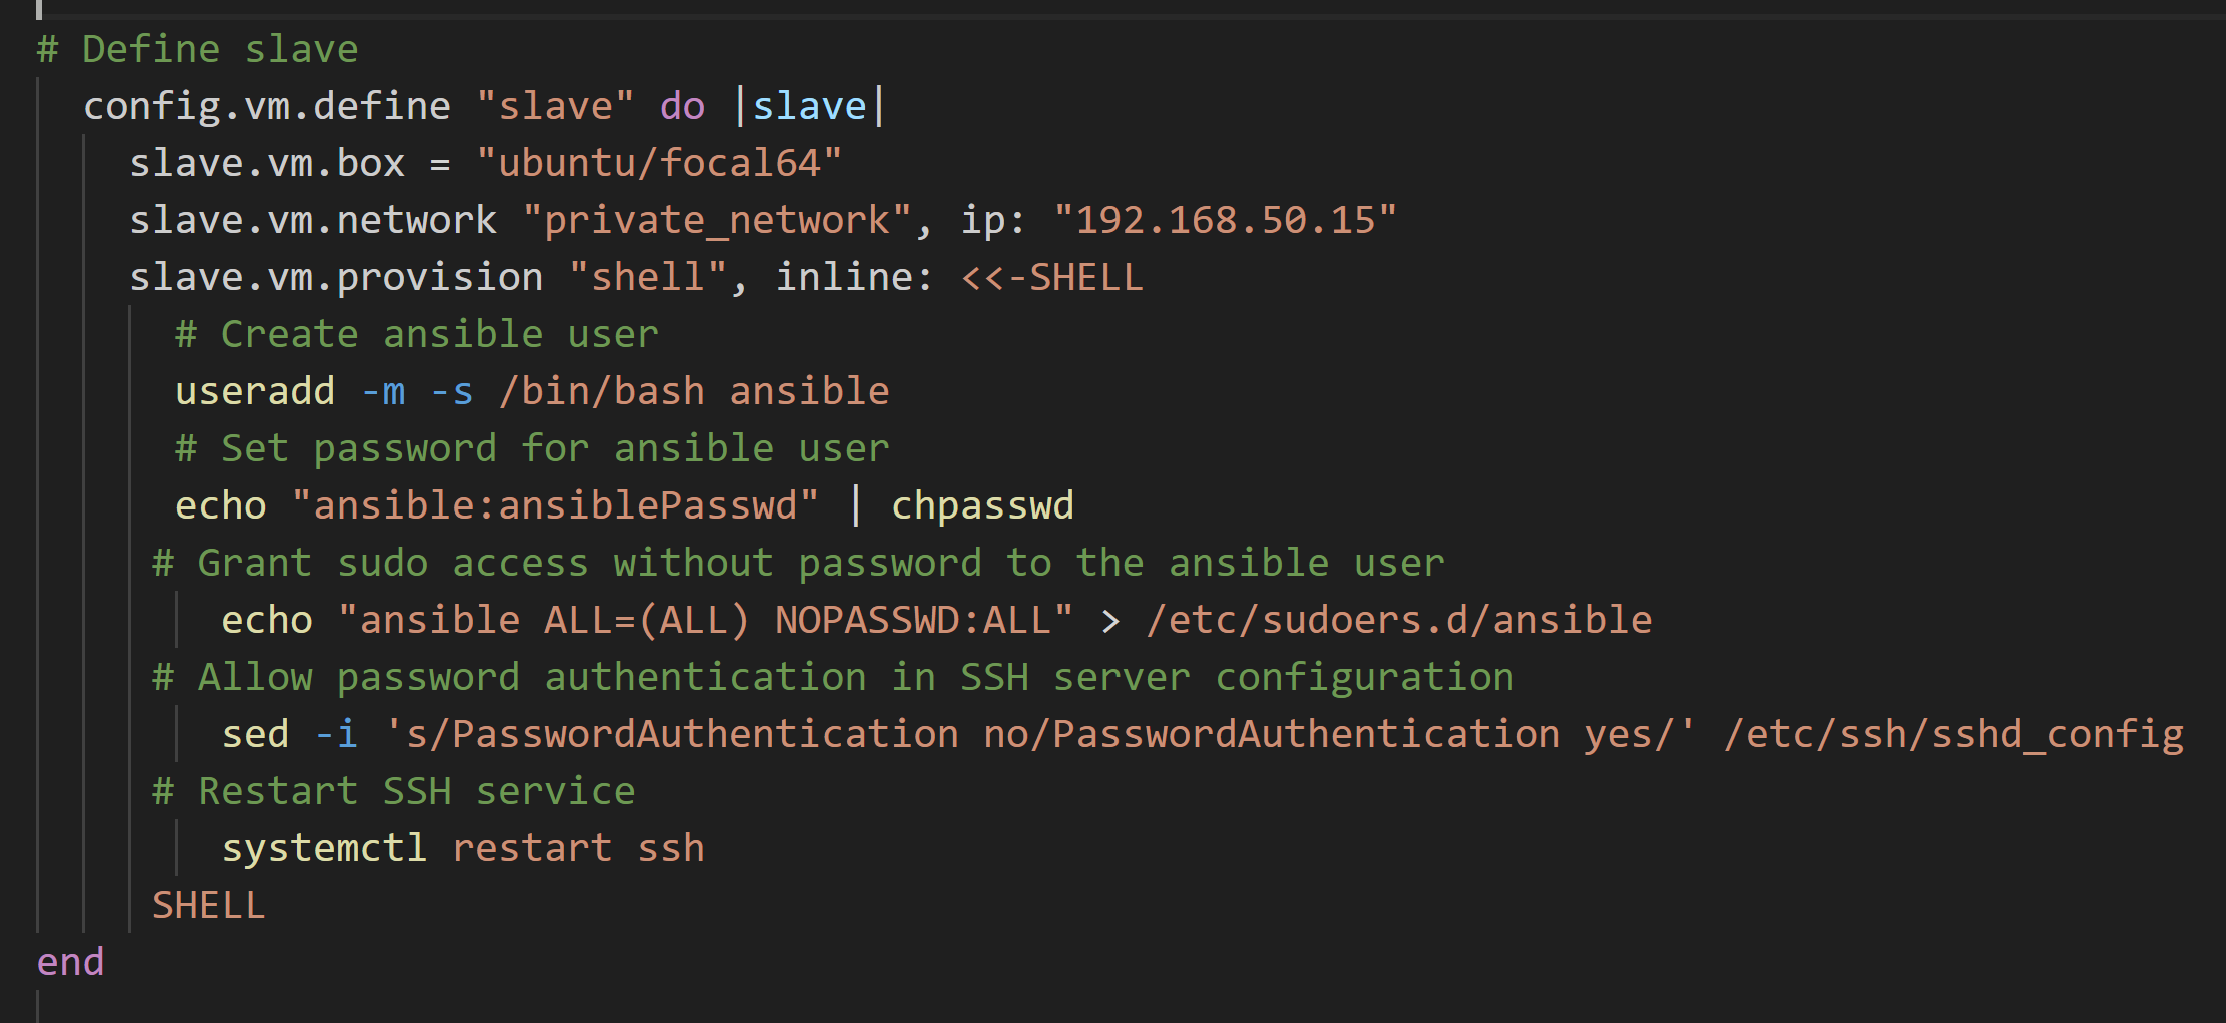 # Define slave
config.vm.define "slave" do |slave|
slave.vm.box = "ubuntu/focal64"
slave.vm.network "private_network", ip: "192.168.50.15"
slave.vm.provision "shell", inline: <<-SHELL
# Create ansible user
useradd -m -s /bin/bash ansible
# Set password for ansible user
echo "ansible:ansiblePasswd" | chpasswd
# Grant sudo access without password to the ansible user
echo "ansible ALL=(ALL) NOPASSWD:ALL" > /etc/sudoers.d/ansible
# Allow password authentication in SSH server configuration
sed -i 's/PasswordAuthentication no/PasswordAuthentication yes/' /etc/ssh/sshd_config
# Restart SSH service
systemctl restart ssh
SHELL
end